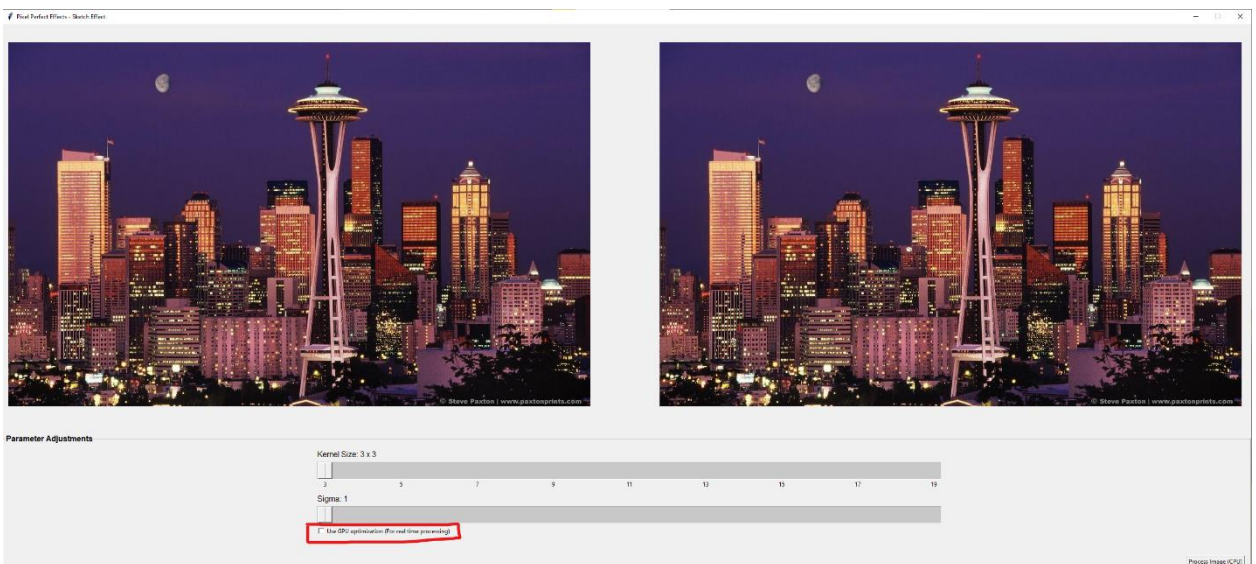 Pixel Perfect Effects - Sketch Effect
© Steve Paxton | www.paxtonprints.com
© Steve Paxton | www.paxtonprints.com
Parameter Adjustments
Kernel Size: 3 x 3
3 5 7 9 11 13 15 17 19
Sigma: 1
Use GPU optimization (For real time processing)
Process Image (CPU)